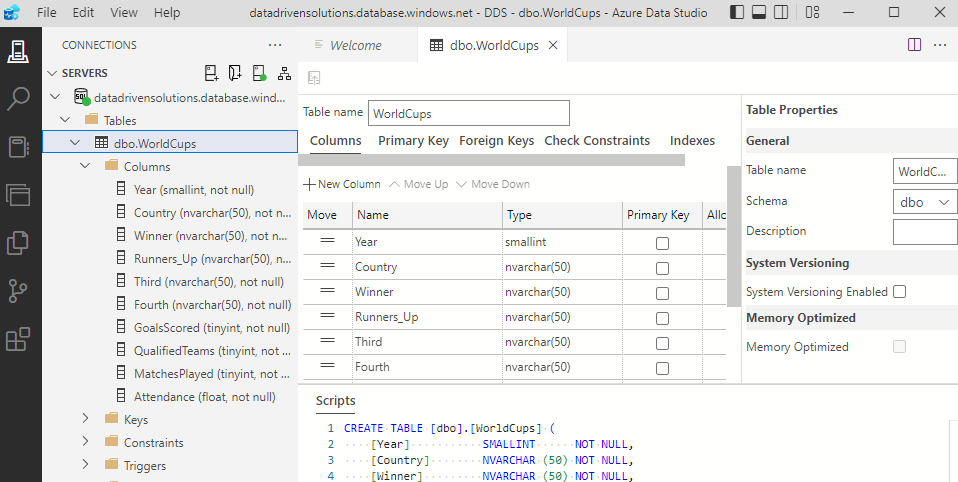 File Edit View Help datadrivensolutions.database.windows.net - DDS - dbo.WorldCups - Azure Data Studio
CONNECTIONS ...
SERVERS
SQL datadrivensolutions.database.wind...
Tables
dbo.WorldCups
Columns
Year (smallint, not null)
Country (nvarchar(50), not n...
Winner (nvarchar(50), not n...
Runners_Up (nvarchar(50), n...
Third (nvarchar(50), not null)
Fourth (nvarchar(50), not null)
GoalsScored (tinyint, not null)
QualifiedTeams (tinyint, not ...
MatchesPlayed (tinyint, not ...
Attendance (float, not null)
Keys
Constraints
Triggers
Welcome dbo.WorldCups
Table name WorldCups
Columns Primary Key Foreign Keys Check Constraints Indexes
New Column Move Up Move Down
Move Name Type Primary Key Allo
Year smallint
Country nvarchar(50)
Winner nvarchar(50)
Runners_Up nvarchar(50)
Third nvarchar(50)
Fourth nvarchar(50)
Table Properties
General
Table name WorldC...
Schema dbo
Description
System Versioning
System Versioning Enabled
Memory Optimized
Memory Optimized
Scripts
1 CREATE TABLE [dbo].[WorldCups] (
2 [Year] SMALLINT NOT NULL,
3 [Country] NVARCHAR (50) NOT NULL,
4 [Winner] NVARCHAR (50) NOT NULL,